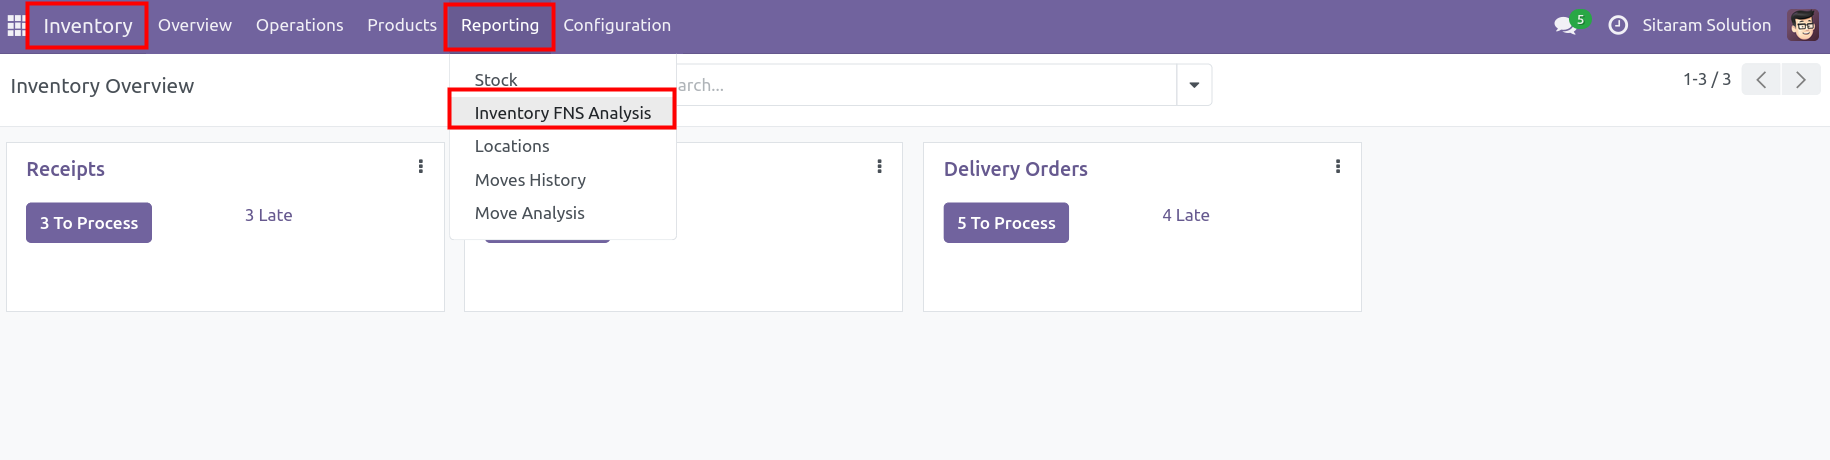 Inventory Overview Operations Products Reporting Configuration 5 Sitaram Solution
Inventory Overview
arch...
1-3 / 3
Stock
Inventory FNS Analysis
Locations
Moves History
Move Analysis
Receipts
3 To Process 3 Late
Delivery Orders
5 To Process 4 Late